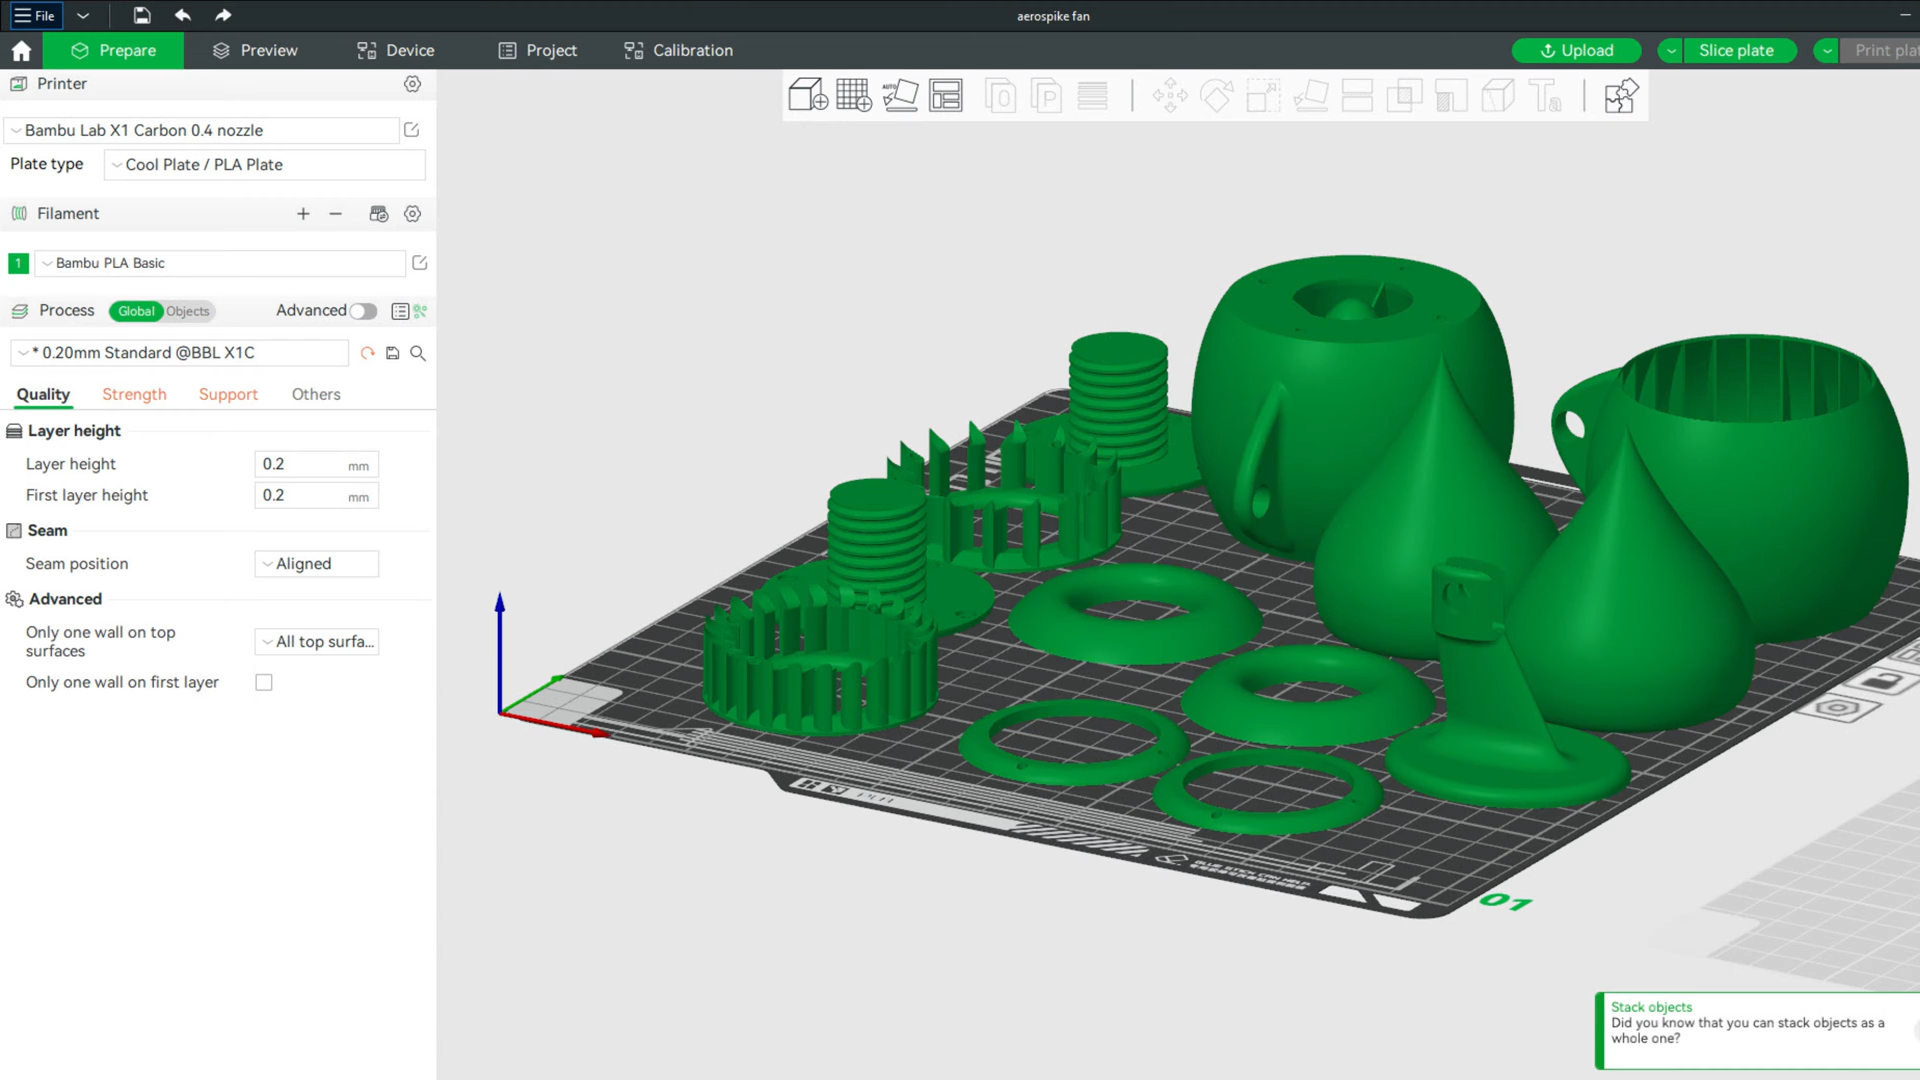 File
aerospike fan
Prepare
Preview
Device
Project
Calibration
Upload
Slice plate
Print plat
Printer
Bambu Lab X1 Carbon 0.4 nozzle
Plate type
Cool Plate / PLA Plate
Filament
1
Bambu PLA Basic
Process
Global
Objects
Advanced
* 0.20mm Standard @BBL X1C
Quality
Strength
Support
Others
Layer height
Layer height
0.2 mm
First layer height
0.2 mm
Seam
Seam position
Aligned
Advanced
Only one wall on top
surfaces
All top surfa...
Only one wall on first layer
AUTO
01
Stack objects
Did you know that you can stack objects as a
whole one?